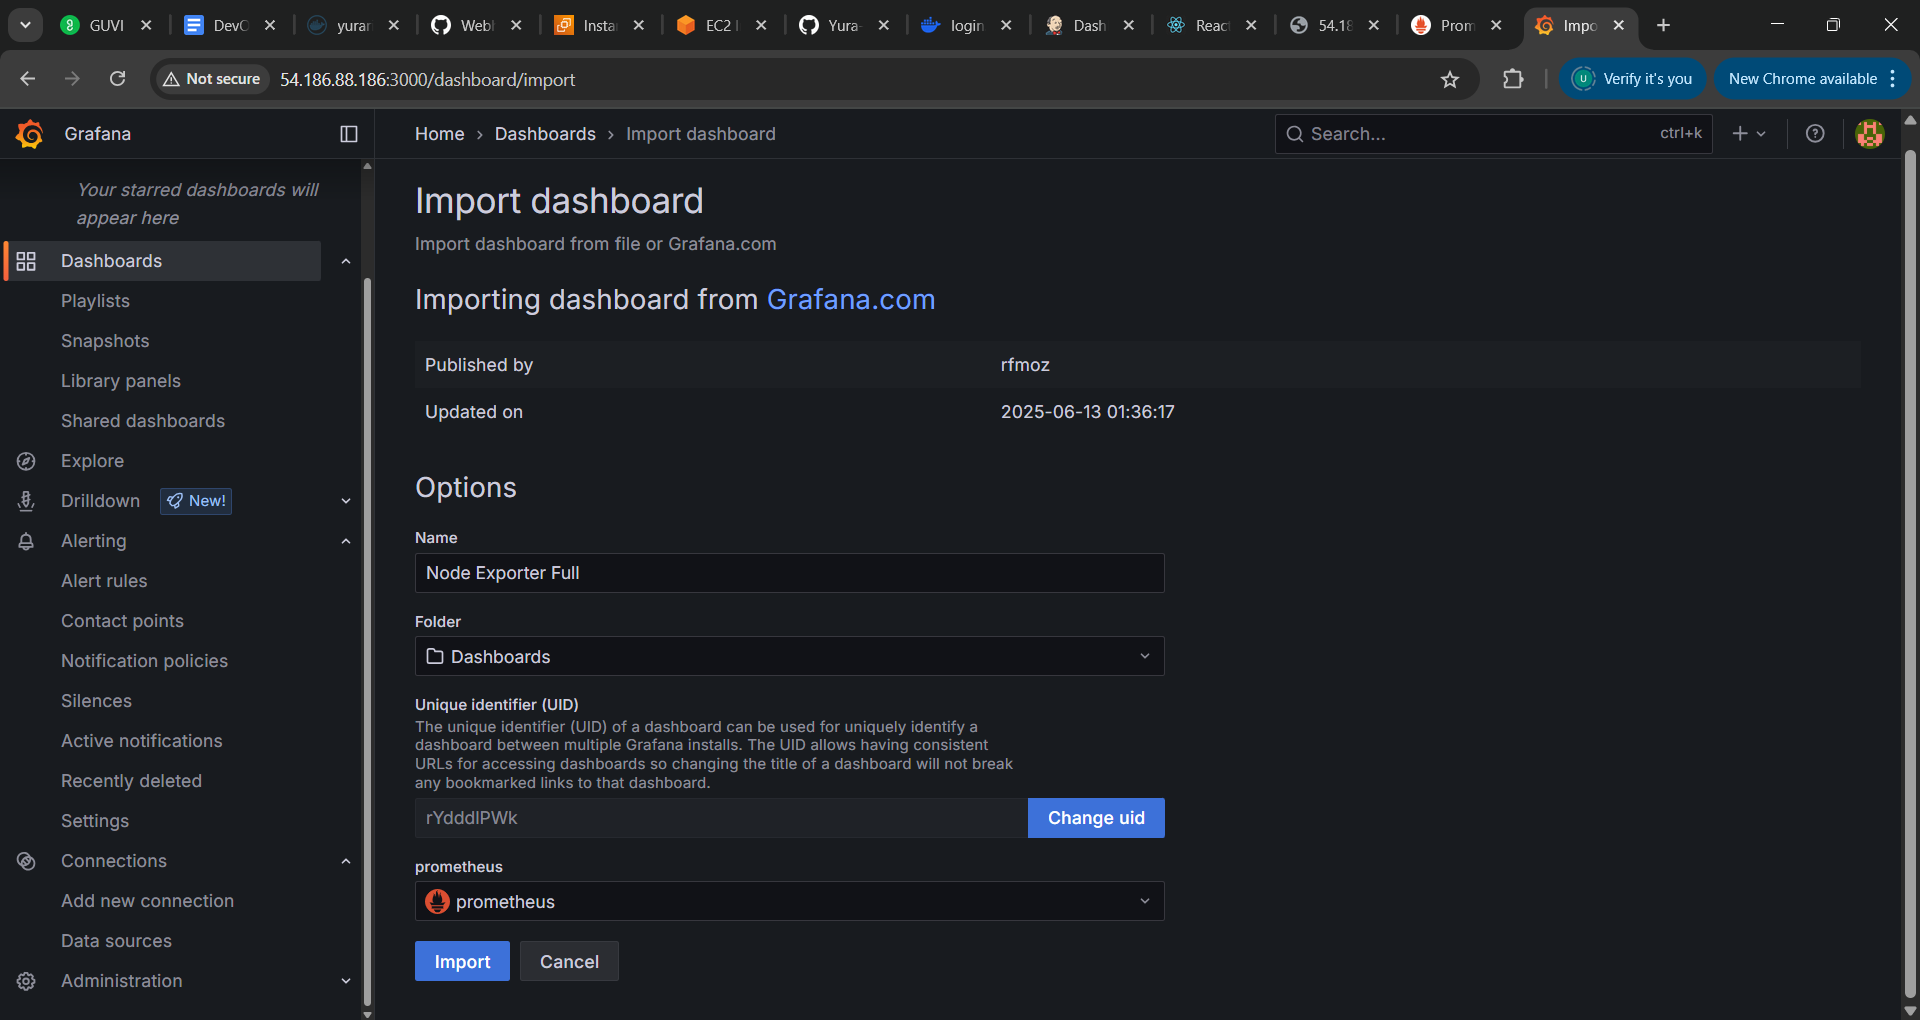 GUVI
DevO
yurar
WebH
Insta
EC2 I
Yura-
login
Dash
Reac
54.18
Prom
Impo
Not secure
54.186.88.186:3000/dashboard/import
Verify it's you
New Chrome available
Grafana
Home › Dashboards › Import dashboard
Search...
ctrl+k
Your starred dashboards will
appear here
Dashboards
Playlists
Snapshots
Library panels
Shared dashboards
Explore
Drilldown
New!
Alerting
Alert rules
Contact points
Notification policies
Silences
Active notifications
Recently deleted
Settings
Connections
Add new connection
Data sources
Administration
Import dashboard
Import dashboard from file or Grafana.com
Importing dashboard from Grafana.com
Published by rfmoz
Updated on 2025-06-13 01:36:17
Options
Name
Node Exporter Full
Folder
Dashboards
Unique identifier (UID)
The unique identifier (UID) of a dashboard can be used for uniquely identify a
dashboard between multiple Grafana installs. The UID allows having consistent
URLs for accessing dashboards so changing the title of a dashboard will not break
any bookmarked links to that dashboard.
rYdddlPWk
Change uid
prometheus
prometheus
Import
Cancel